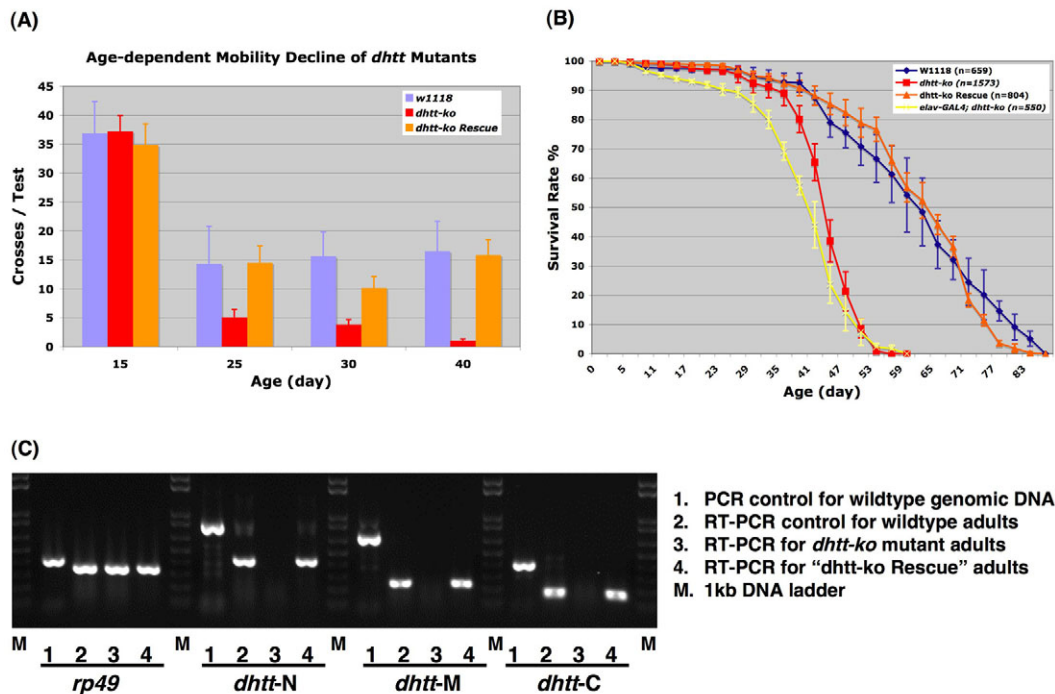 (A)
Age-dependent Mobility Decline of dhtt Mutants
45
40
35
30
25
20
15
10
5
0
Crosses / Test
w1118
dhtt-ko
dhtt-ko Rescue
15 25 30 40
Age (day)
(B)
100
90
80
70
60
50
40
30
20
10
0
Survival Rate %
W1118 (n=659)
dhtt-ko (n=1573)
dhtt-ko Rescue (n=804)
elav-GAL4; dhtt-ko (n=550)
0 5 11 17 23 29 35 41 47 53 59 65 71 77 83
Age (day)
(C)
M 1 2 3 4 M 1 2 3 4 M 1 2 3 4 M 1 2 3 4 M
rp49 dhtt-N dhtt-M dhtt-C
1. PCR control for wildtype genomic DNA
2. RT-PCR control for wildtype adults
3. RT-PCR for dhtt-ko mutant adults
4. RT-PCR for “dhtt-ko Rescue” adults
M. 1kb DNA ladder